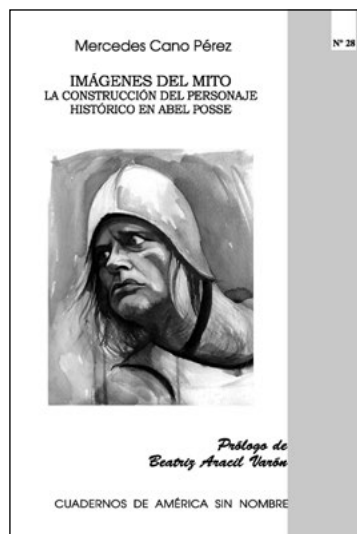 Mercedes Cano Pérez
Nº 28
IMÁGENES DEL MITO
LA CONSTRUCCIÓN DEL PERSONAJE
HISTÓRICO EN ABEL POSSE
Prólogo de
Beatriz Aracil Varón
CUADERNOS DE AMÉRICA SIN NOMBRE